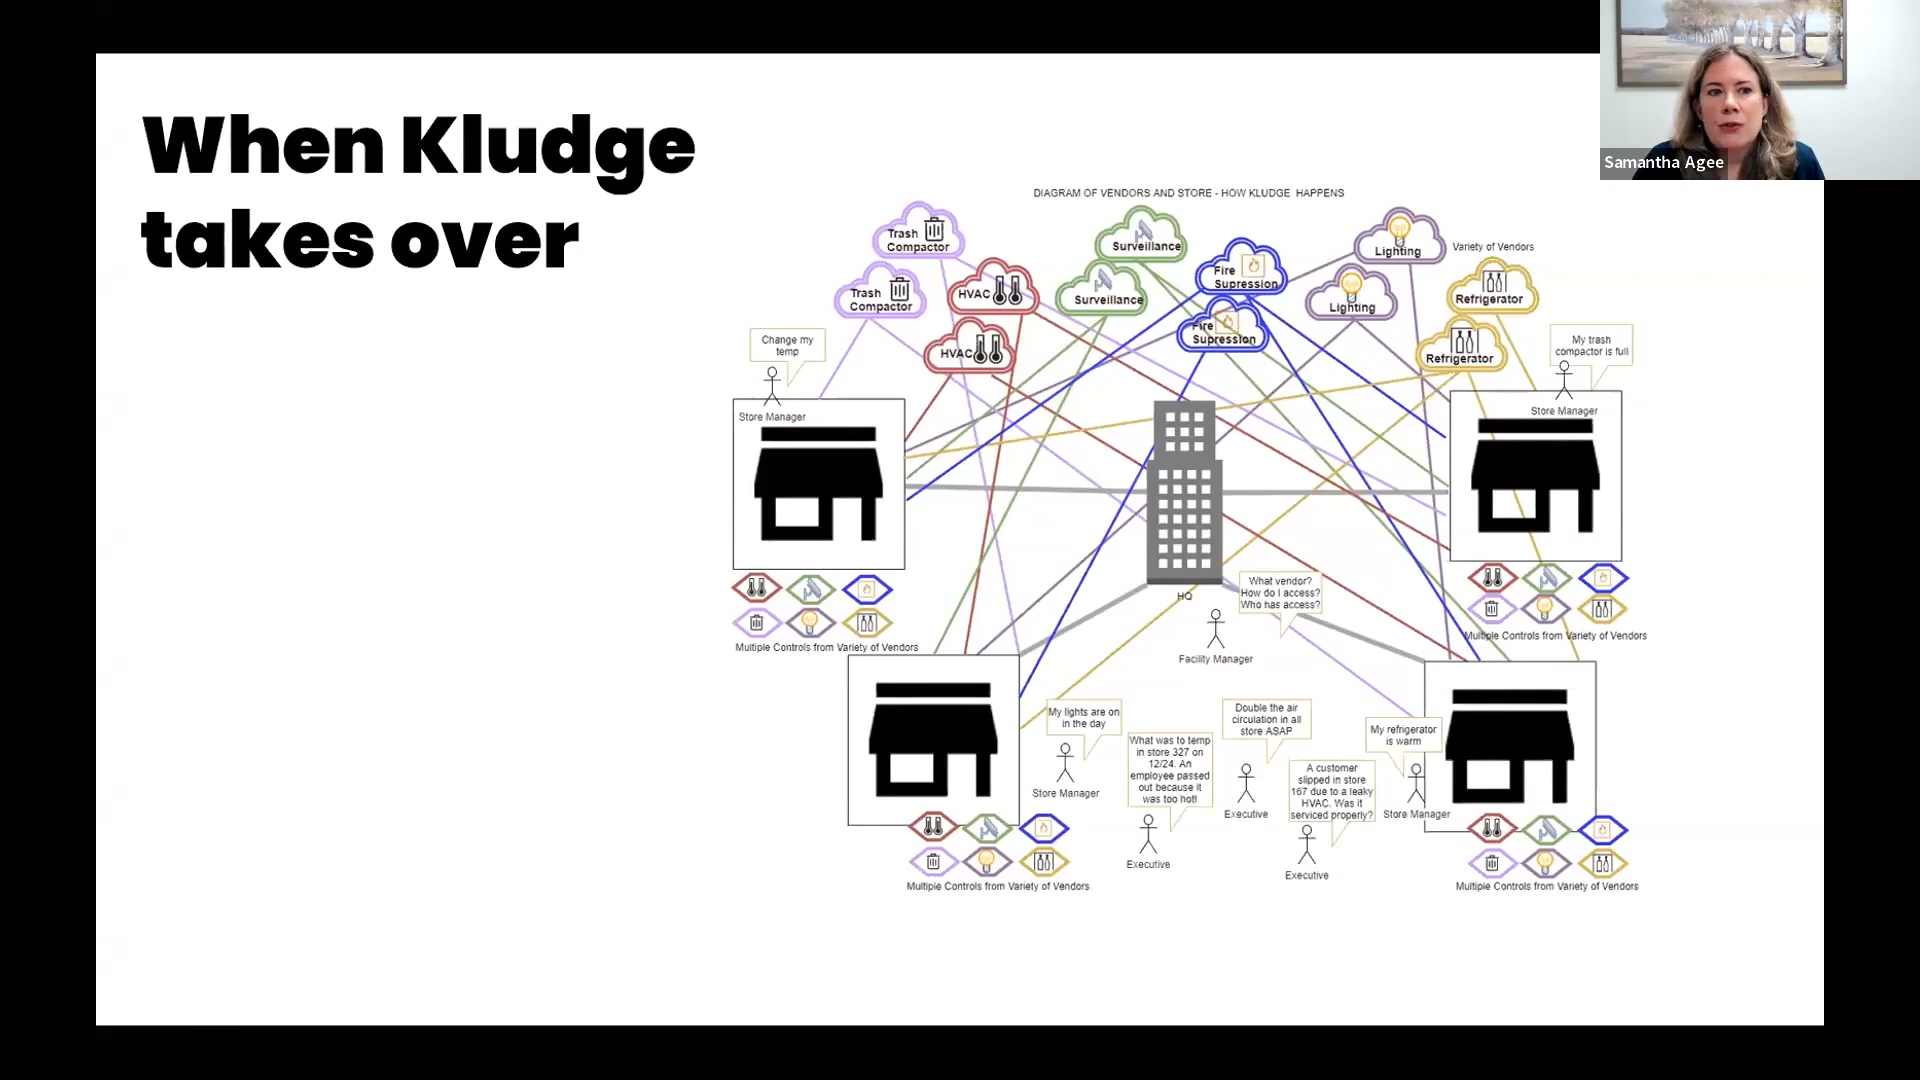 When Kludge
takes over
Samantha Agee
DIAGRAM OF VENDORS AND STORE - HOW KLUDGE HAPPENS
Trash
Compactor
Surveillance
Fire
Supression
Lighting
Variety of Vendors
Trash
Compactor
HVAC
Surveillance
Lighting
Refrigerator
Fire
Supression
HVAC
Refrigerator
Change my
temp
Store Manager
My trash
compactor is full
Store Manager
HQ
What vendor?
How do I access?
Who has access?
Facility Manager
Multiple Controls from Variety of Vendors
Multiple Controls from Variety of Vendors
My lights are on
in the day
Store Manager
What was to temp
in store 327 on
12/24. An
employee passed
out because it
was too hot!
Executive
Double the air
circulation in all
store ASAP
Executive
A customer
slipped in store
167 due to a leaky
HVAC. Was it
serviced properly?
Executive
My refrigerator
is warm
Store Manager
Multiple Controls from Variety of Vendors
Multiple Controls from Variety of Vendors